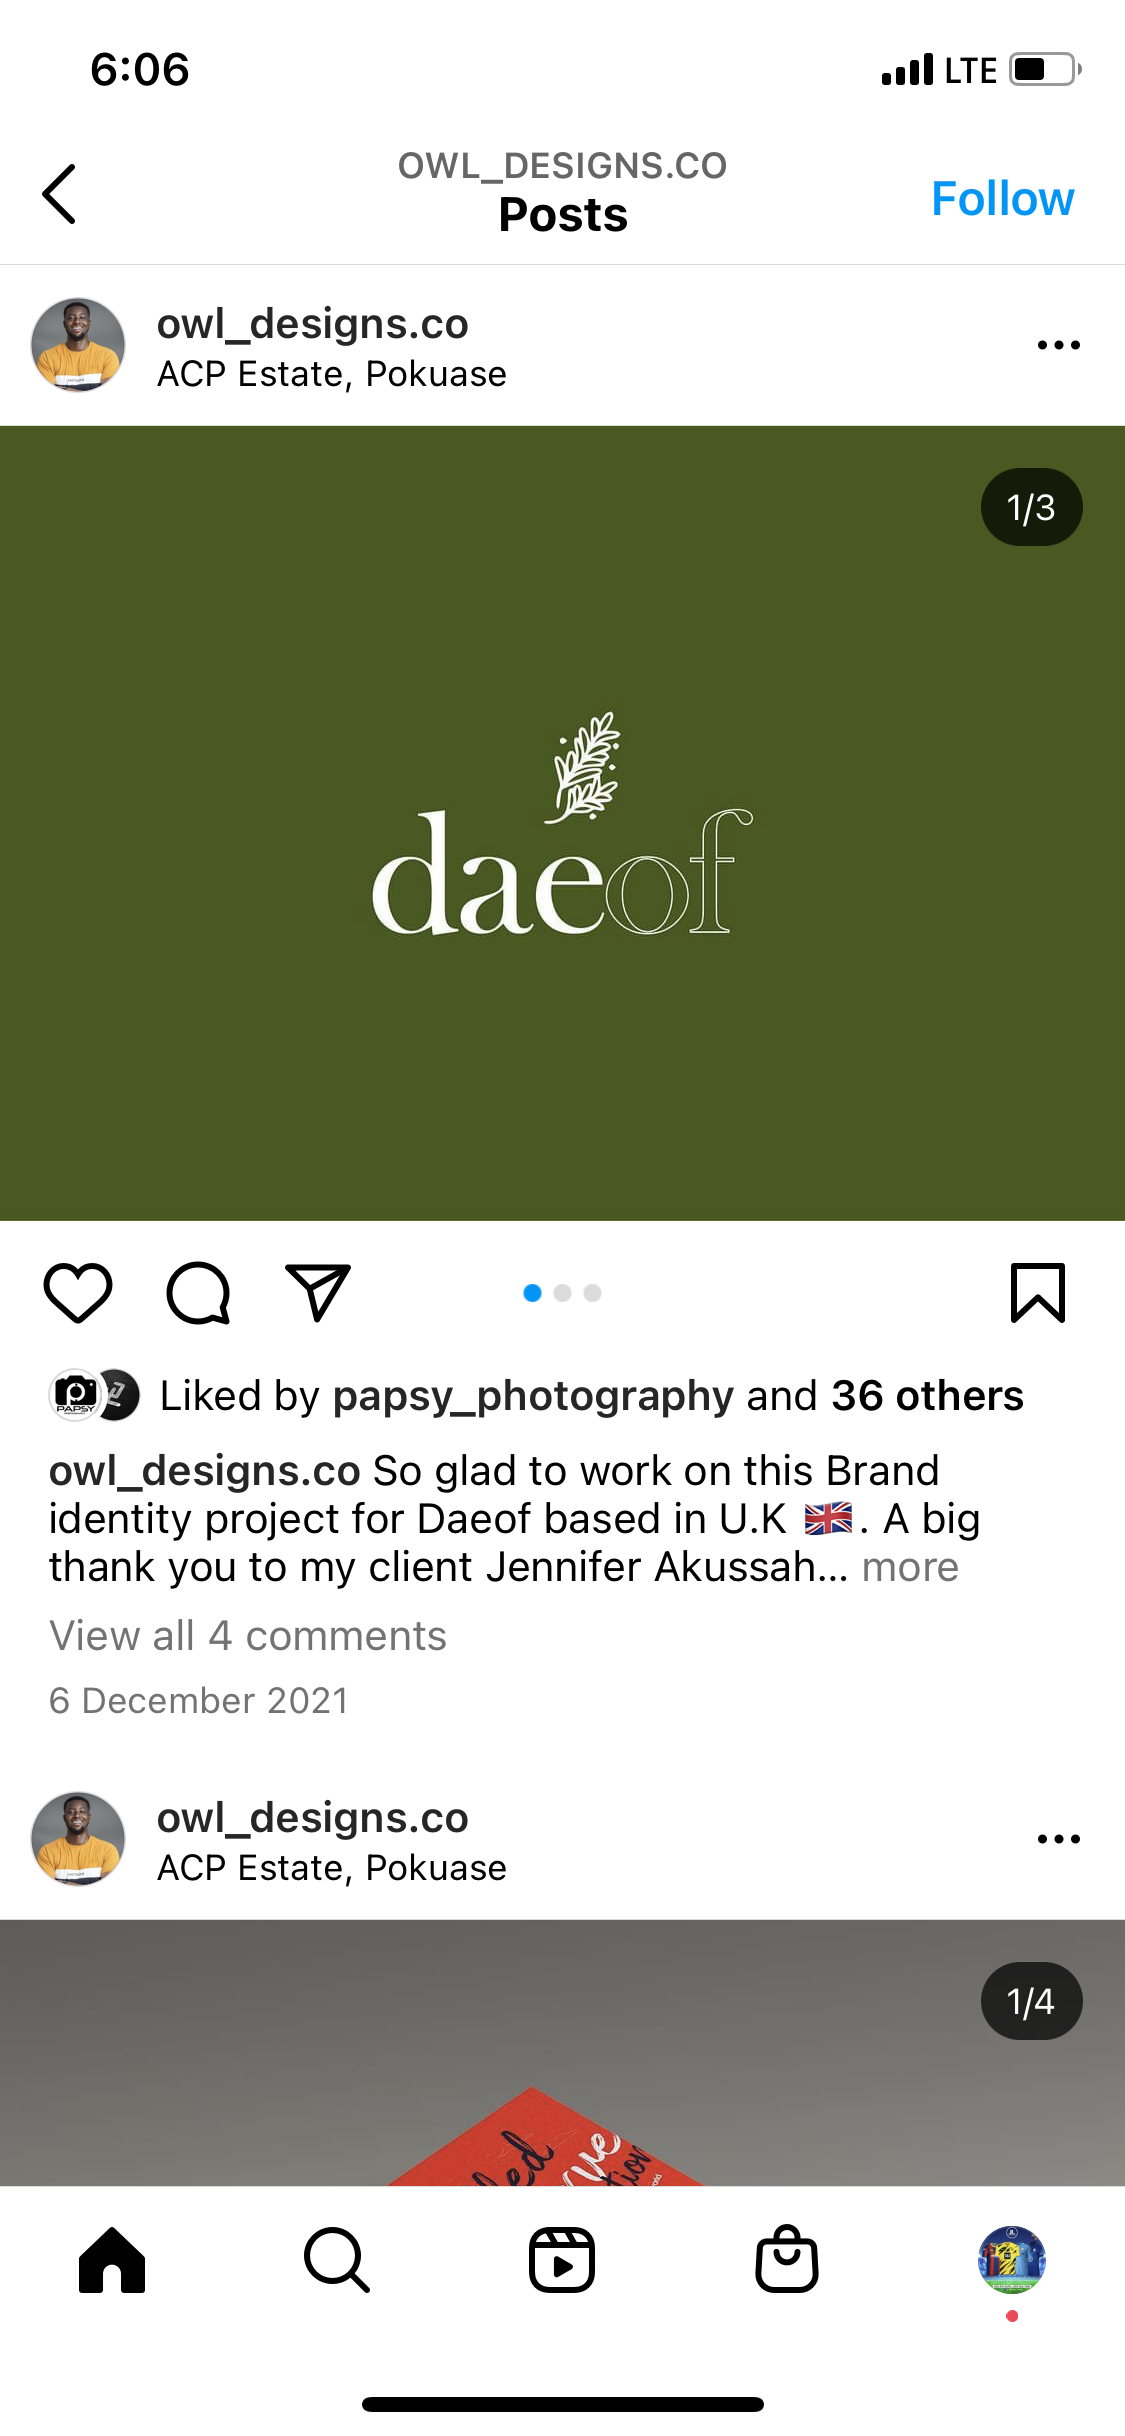 6:06
LTE
OWL_DESIGNS.CO
Posts
Follow
owl_designs.co
ACP Estate, Pokuase
1/3
daeof
PAPSY
Liked by papsy_photography and 36 others
owl_designs.co So glad to work on this Brand
identity project for Daeof based in U.K 🇬🇧. A big
thank you to my client Jennifer Akussah... more
View all 4 comments
6 December 2021
owl_designs.co
ACP Estate, Pokuase
1/4